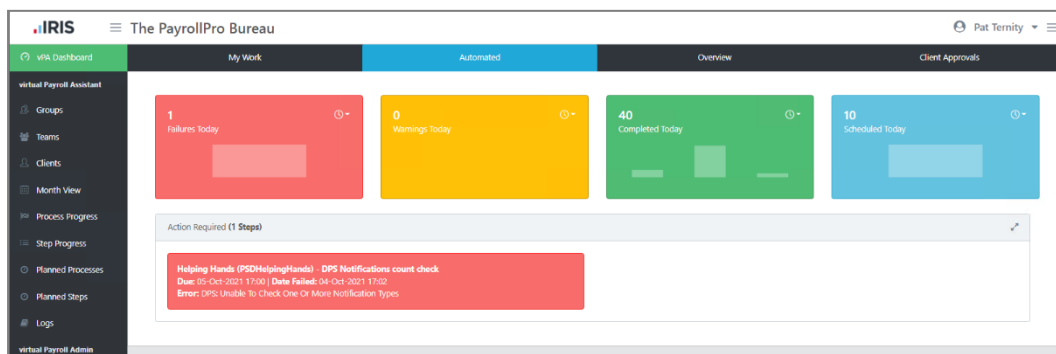 IRIS
The PayrollPro Bureau
Pat Ternity
vPA Dashboard
My Work
Automated
Overview
Client Approvals
virtual Payroll Assistant
Groups
Teams
Clients
Month View
Process Progress
Step Progress
Planned Processes
Planned Steps
Logs
virtual Payroll Admin
1
Failures Today
0
Warnings Today
40
Completed Today
10
Scheduled Today
Action Required (1 Steps)
Helping Hands (PSDHelpingHands) - DPS Notifications count check
Due: 05-Oct-2021 17:00 | Date Failed: 04-Oct-2021 17:02
Error: DPS: Unable To Check One Or More Notification Types